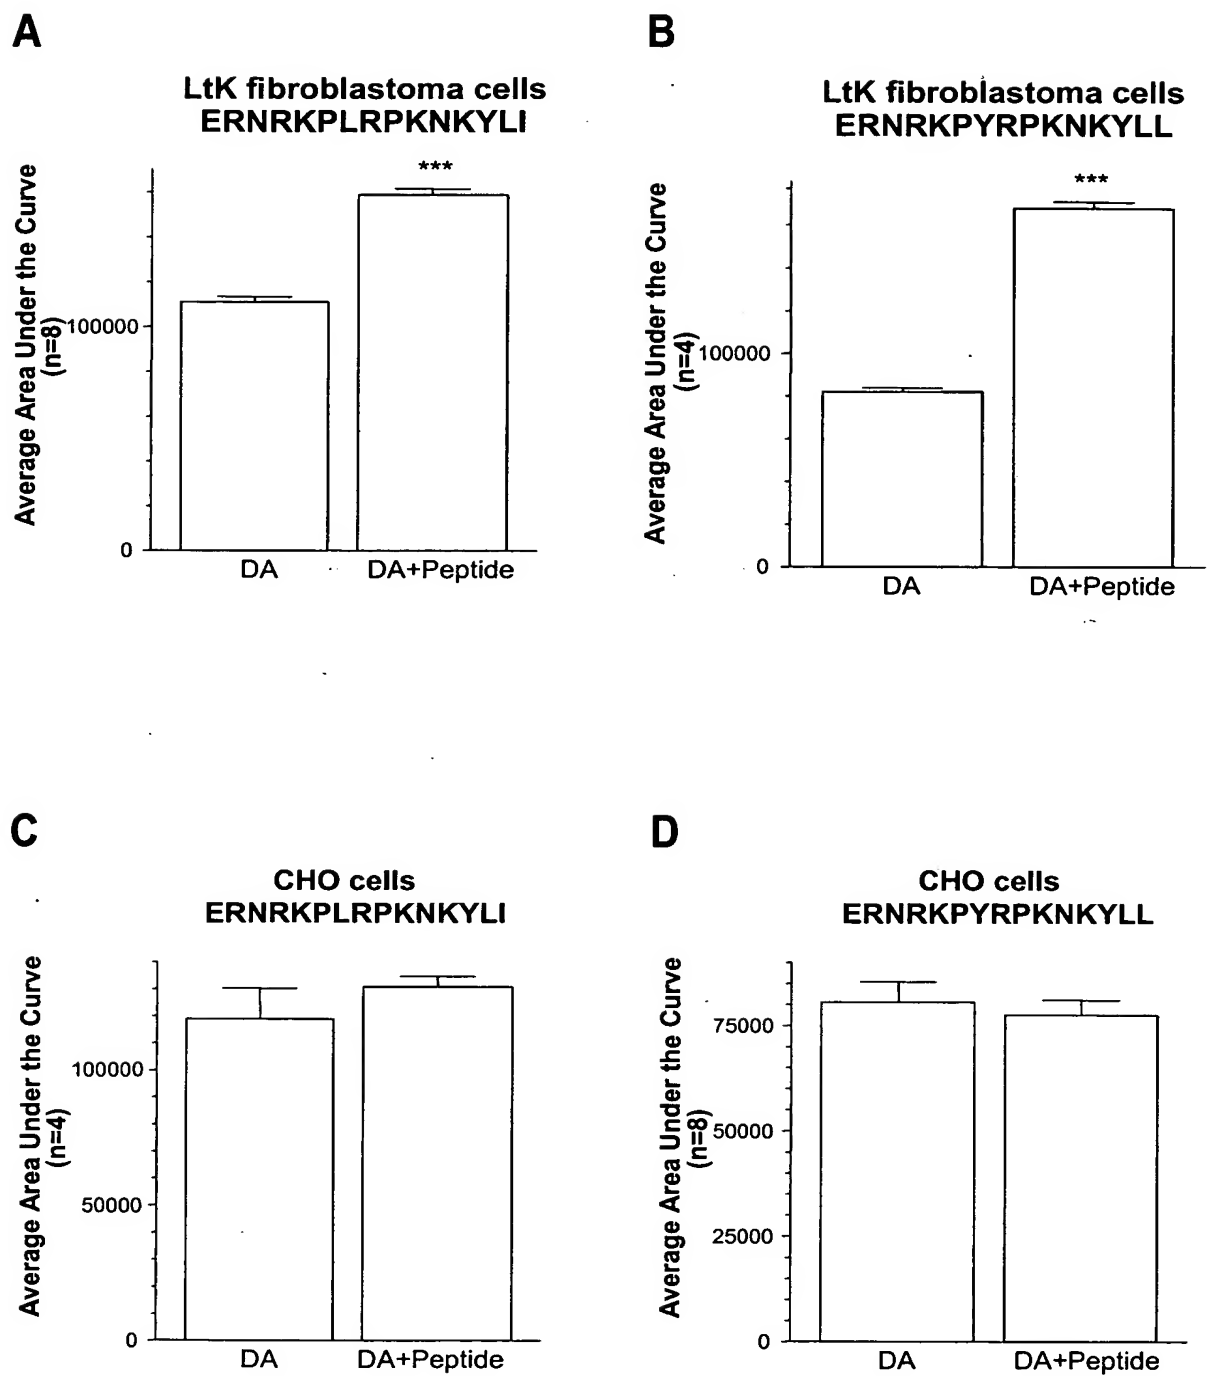 A
LtK fibroblastoma cells
ERNRKPLRPKNKYLI
***
Average Area Under the Curve
(n=8)
100000
0
DA
DA+Peptide
B
LtK fibroblastoma cells
ERNRKPYRPKNKYLL
***
Average Area Under the Curve
(n=4)
100000
0
DA
DA+Peptide
C
CHO cells
ERNRKPLRPKNKYLI
Average Area Under the Curve
(n=4)
100000
50000
0
DA
DA+Peptide
D
CHO cells
ERNRKPYRPKNKYLL
Average Area Under the Curve
(n=8)
75000
50000
25000
0
DA
DA+Peptide